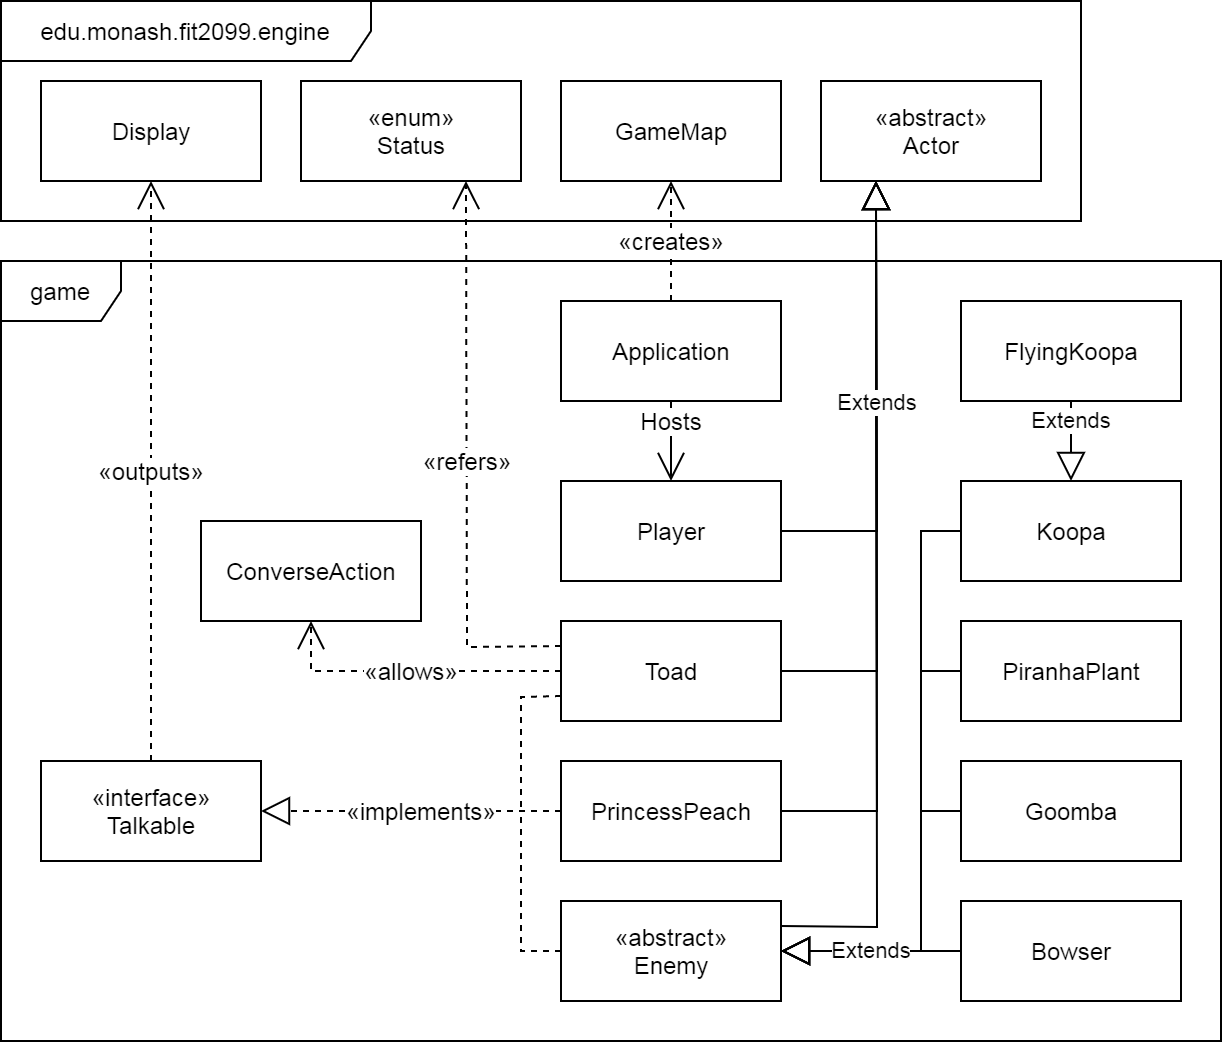 edu.monash.fit2099.engine
Display
«enum»
Status
GameMap
«abstract»
Actor
«creates»
game
Application
FlyingKoopa
Extends
Hosts
Extends
«outputs»
«refers»
Player
Koopa
ConverseAction
«allows»
Toad
PiranhaPlant
«interface»
Talkable
«implements»
PrincessPeach
Goomba
«abstract»
Enemy
Extends
Bowser